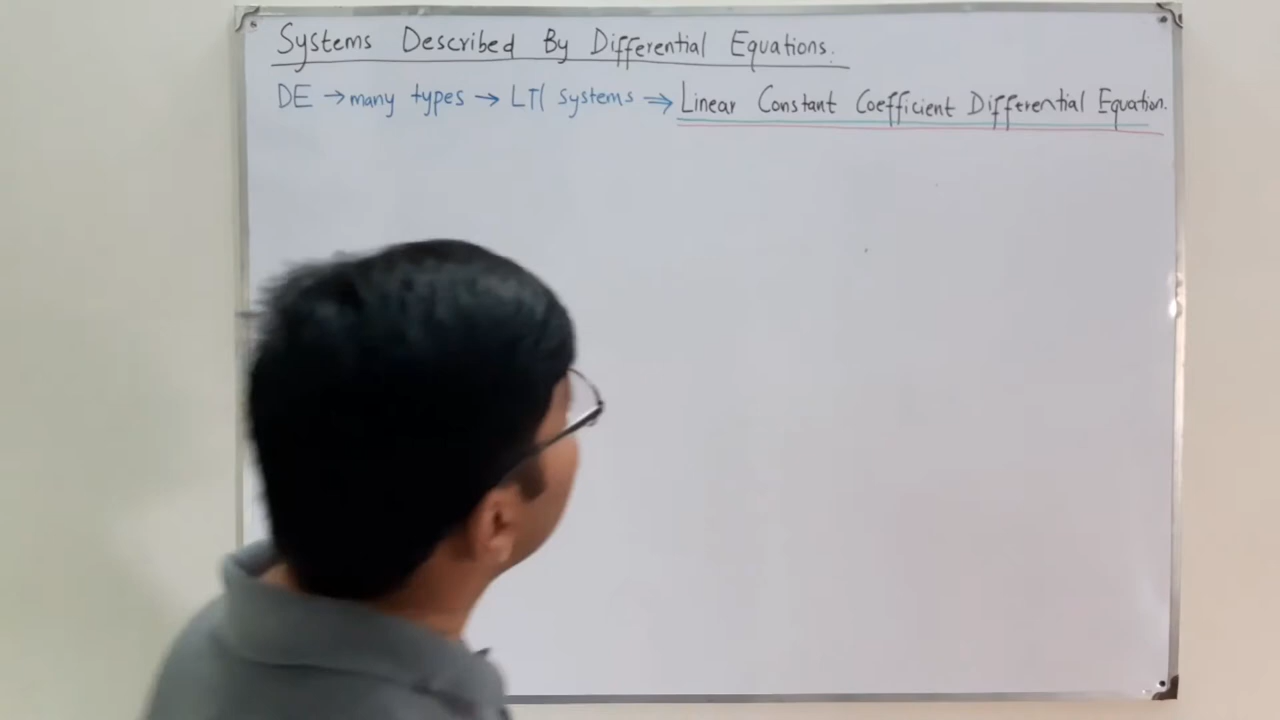 Systems Described By Differential Equations.
DE → many types → LTI systems ⇒ Linear Constant Coefficient Differential Equation.